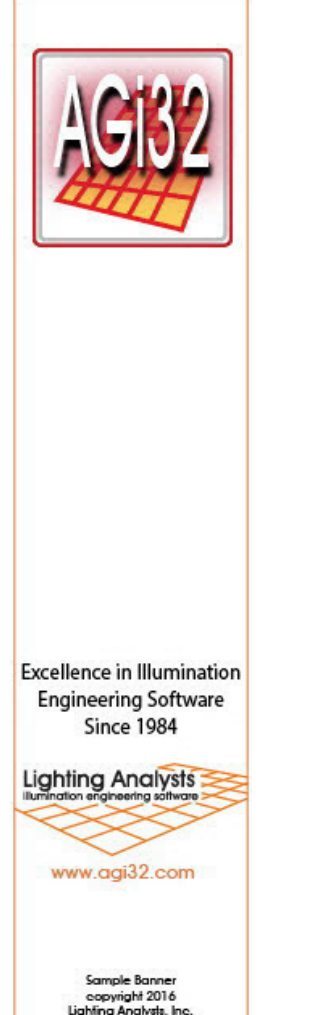 AGi32
Excellence in Illumination
Engineering Software
Since 1984
Lighting Analysts
illumination engineering software
www.agi32.com
Sample Banner
copyright 2016
Lighting Analysts, Inc.